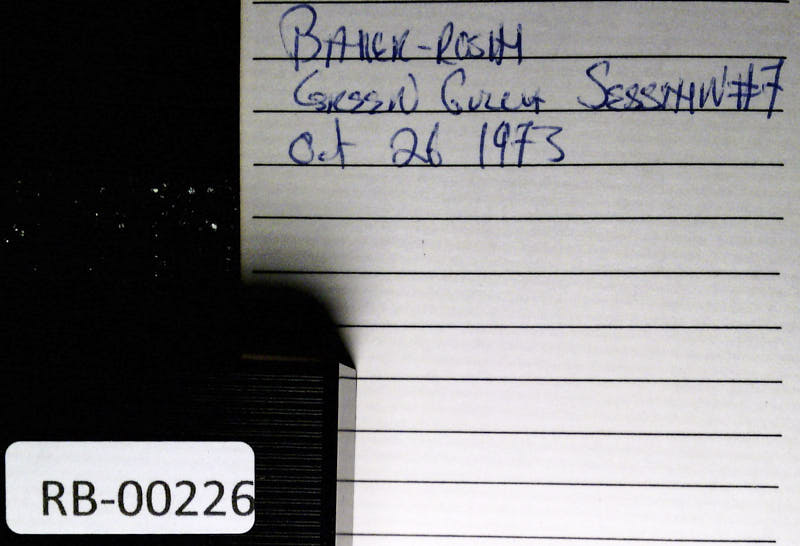 BAKER-ROSHI
GREEN GULCH SESSHIN #7
Oct 26 1973
RB-00226